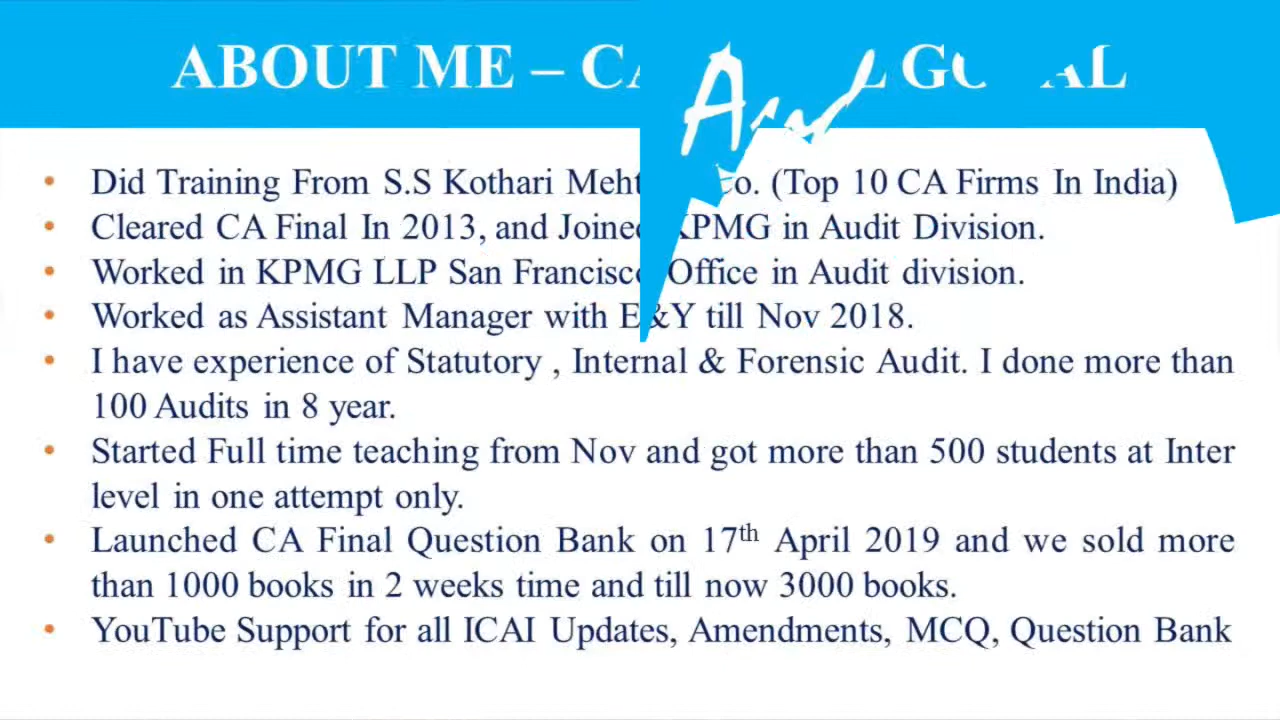 ABOUT ME – CA
Did Training From S.S Kothari Meht Co. (Top 10 CA Firms In India)
Cleared CA Final In 2013, and Joined KPMG in Audit Division.
Worked in KPMG LLP San Francisco Office in Audit division.
Worked as Assistant Manager with E&Y till Nov 2018.
I have experience of Statutory , Internal & Forensic Audit. I done more than
100 Audits in 8 year.
Started Full time teaching from Nov and got more than 500 students at Inter
level in one attempt only.
Launched CA Final Question Bank on 17th April 2019 and we sold more
than 1000 books in 2 weeks time and till now 3000 books.
YouTube Support for all ICAI Updates, Amendments, MCQ, Question Bank